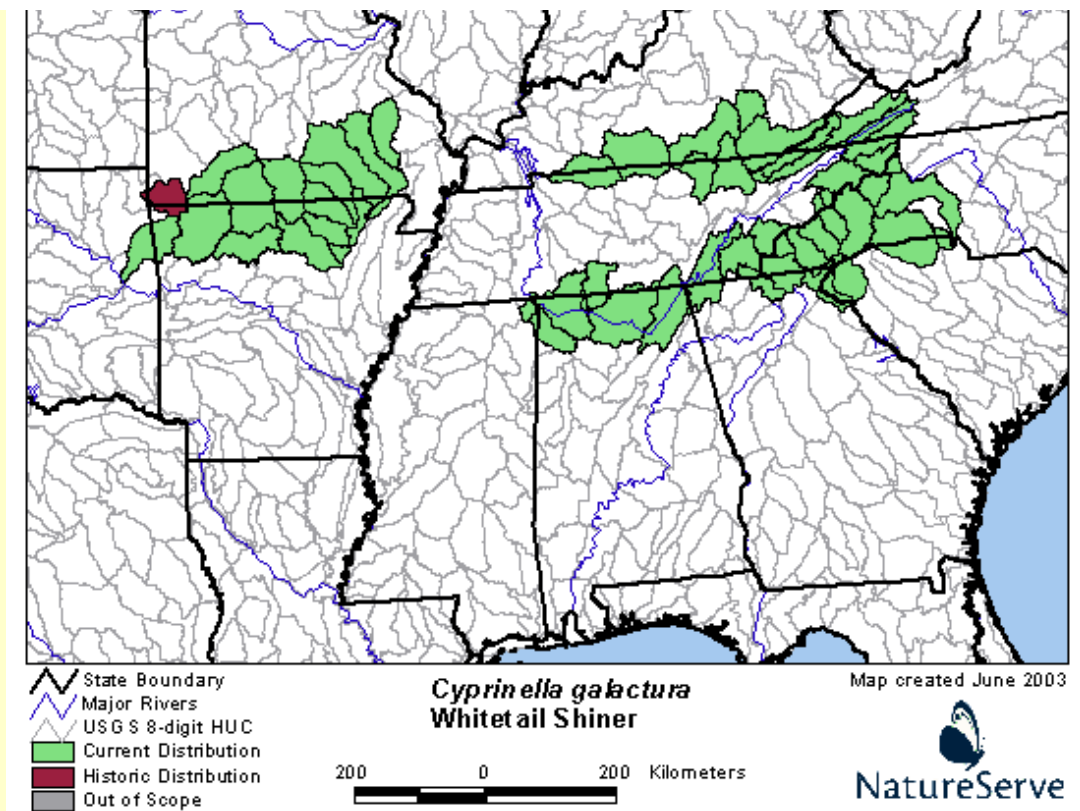 State Boundary
Major Rivers
USGS 8-digit HUC
Current Distribution
Historic Distribution
Out of Scope
Cyprinella galactura
Whitetail Shiner
200 0 200 Kilometers
Map created June 2003
NatureServe